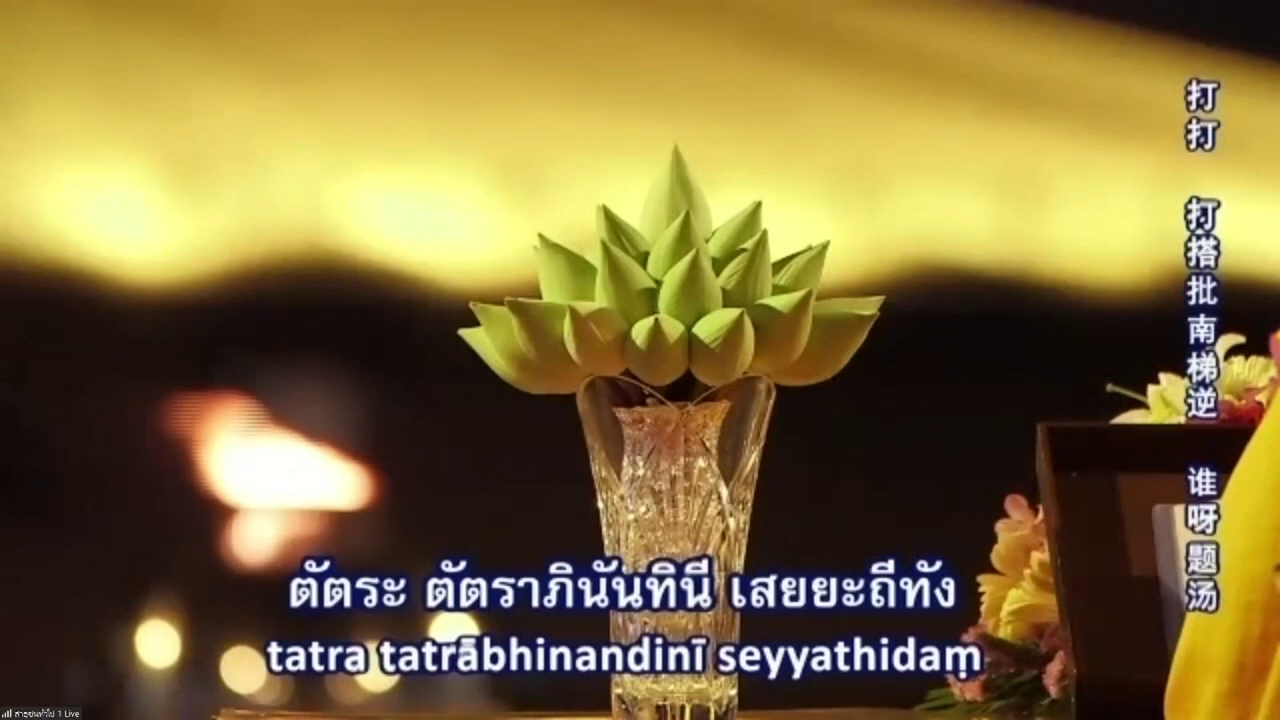 打打 打搭批南梯逆 谁呀题汤
ตัตระ ตัตราภินันทินี เสยยะถีทัง
tatra tatrābhinandinī seyyathidaṃ